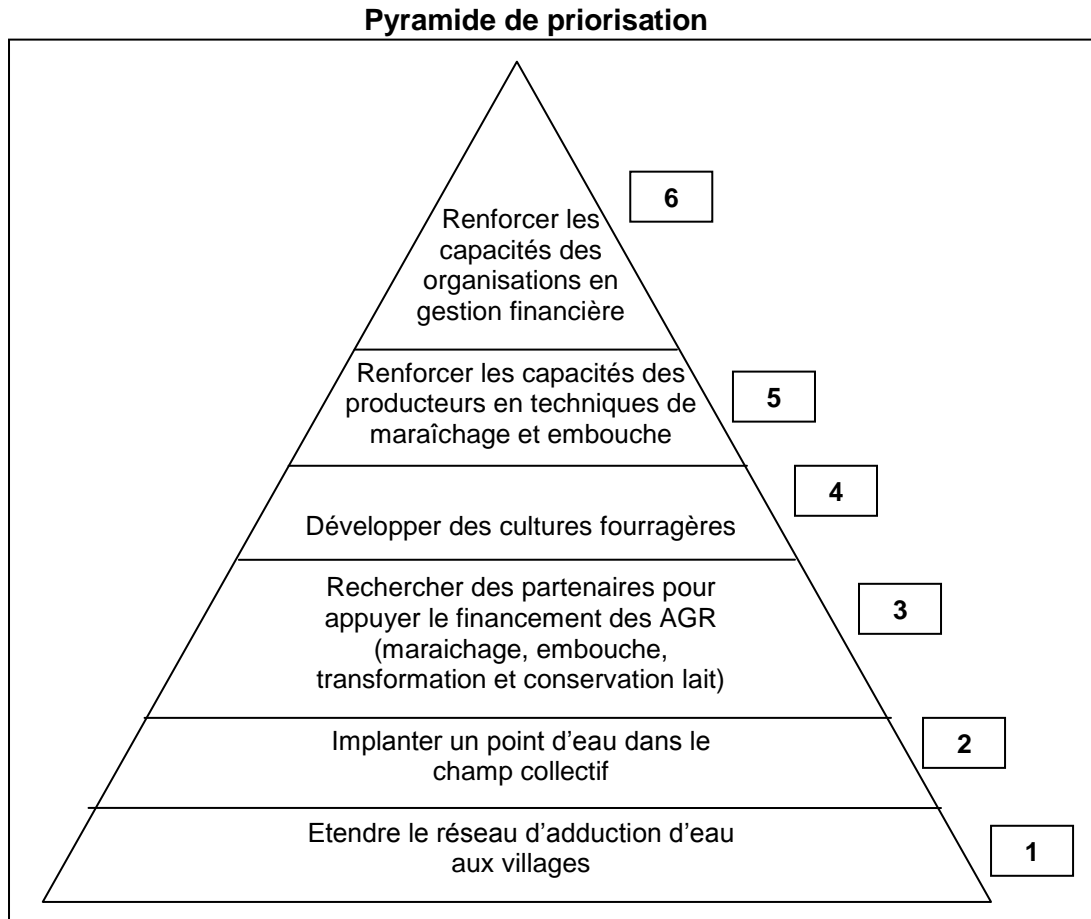 Pyramide de priorisation
6
Renforcer les
capacités des
organisations en
gestion financière
Renforcer les capacités des
producteurs en techniques de
maraîchage et embouche
5
4
Développer des cultures fourragères
Rechercher des partenaires pour
appuyer le financement des AGR
(maraichage, embouche,
transformation et conservation lait)
3
Implanter un point d’eau dans le
champ collectif
2
Etendre le réseau d’adduction d’eau
aux villages
1